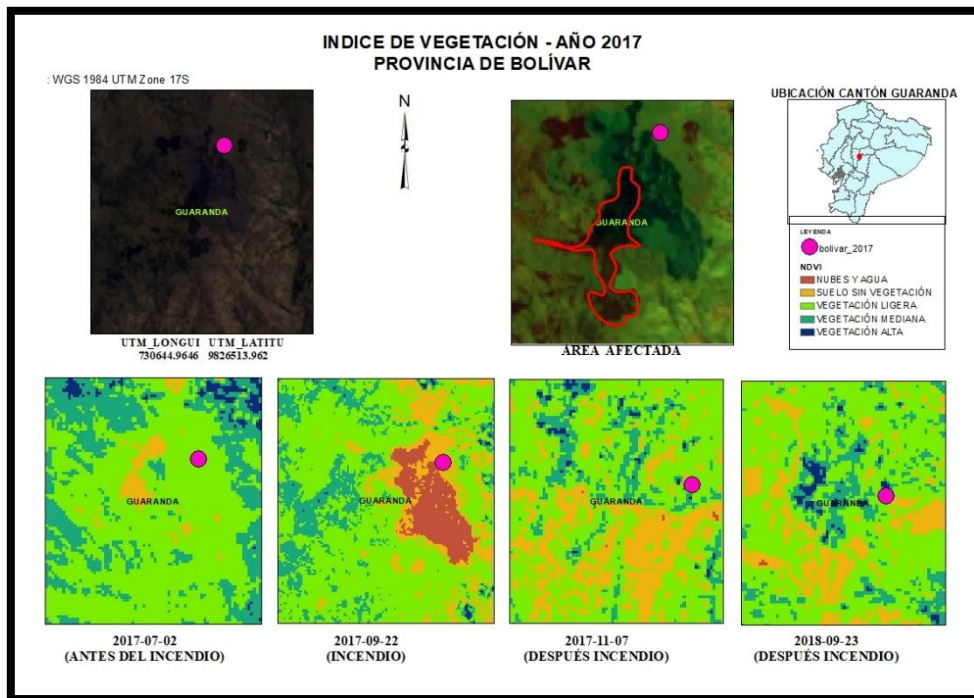 INDICE DE VEGETACIÓN - AÑO 2017
PROVINCIA DE BOLÍVAR
: WGS 1984 UTM Zone 17S
N
UBICACIÓN CANTÓN GUARANDA
GUARANDA
GUARANDA
LEYENDA
bolivar_2017
NDVI
NUBES Y AGUA
SUELO SIN VEGETACIÓN
VEGETACIÓN LIGERA
VEGETACIÓN MEDIANA
VEGETACIÓN ALTA
UTM_LONGUI UTM_LATITU
730644.9646 9826513.962
ÁREA AFECTADA
GUARANDA
GUARANDA
GUARANDA
GUARANDA
2017-07-02
(ANTES DEL INCENDIO)
2017-09-22
(INCENDIO)
2017-11-07
(DESPUÉS INCENDIO)
2018-09-23
(DESPUÉS INCENDIO)